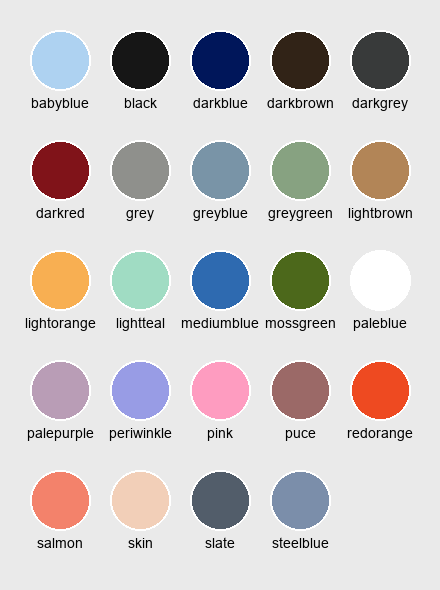 babyblue black darkblue darkbrown darkgrey
darkred grey greyblue greygreen lightbrown
lightorange lightteal mediumblue mossgreen paleblue
palepurple periwinkle pink puce redorange
salmon skin slate steelblue